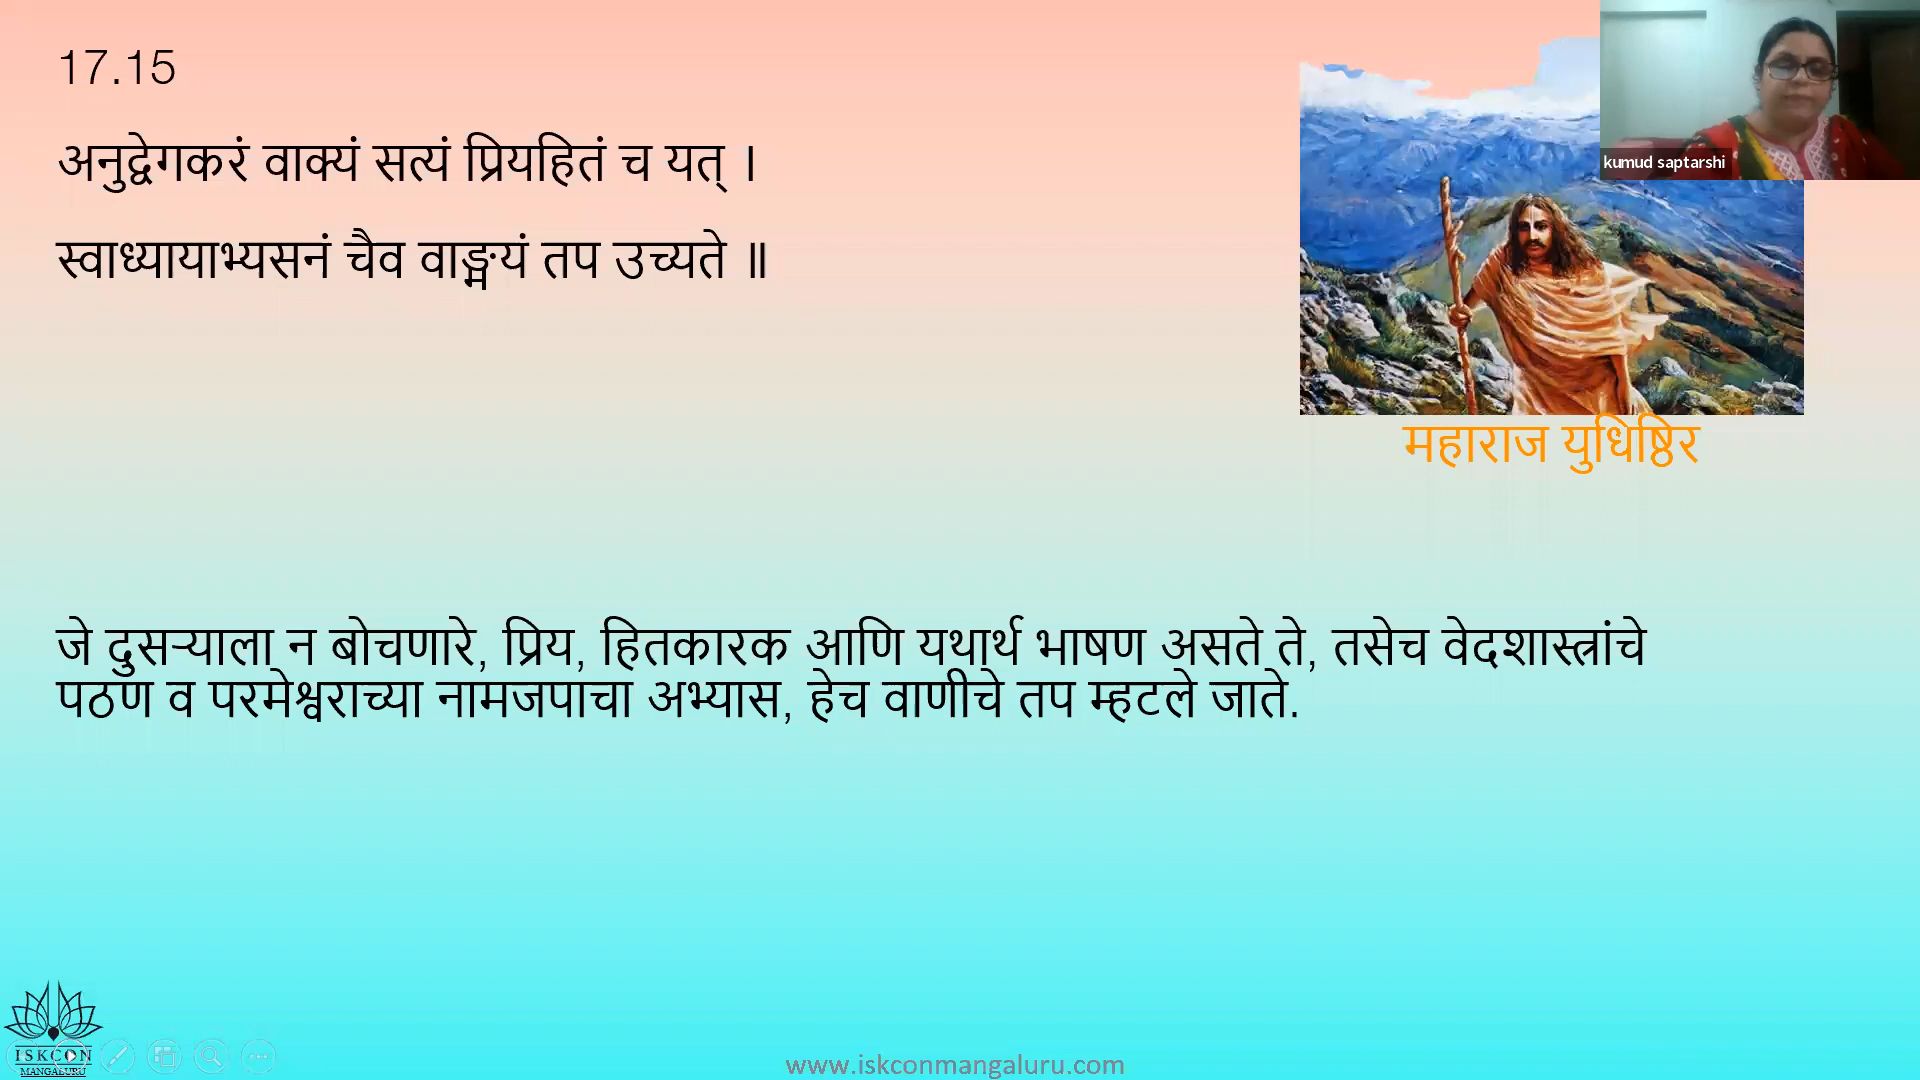 17.15
अनुद्वेगकरं वाक्यं सत्यं प्रियहितं च यत् ।
स्वाध्यायाभ्यसनं चैव वाङ्मयं तप उच्यते ॥
kumud saptarshi
महाराज युधिष्ठिर
जे दुसऱ्याला न बोचणारे, प्रिय, हितकारक आणि यथार्थ भाषण असते ते, तसेच वेदशास्त्रांचे
पठण व परमेश्वराच्या नामजपाचा अभ्यास, हेच वाणीचे तप म्हटले जाते.
ISKCON
MANGALURU
www.iskconmangaluru.com